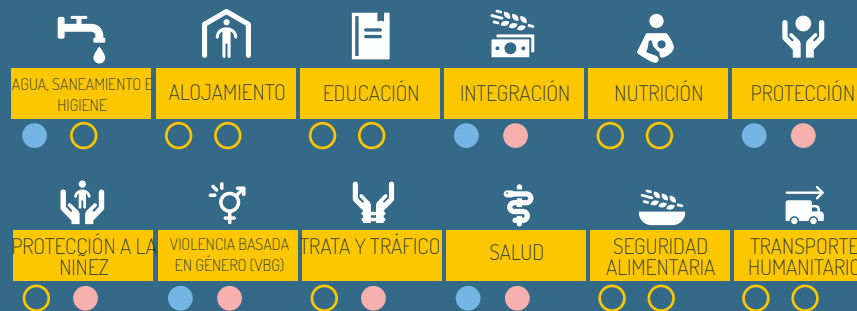 AGUA, SANEAMIENTO E
HIGIENE
ALOJAMIENTO
EDUCACIÓN
INTEGRACIÓN
NUTRICIÓN
PROTECCIÓN
PROTECCIÓN A LA
NIÑEZ
VIOLENCIA BASADA
EN GÉNERO (VBG)
TRATA Y TRÁFICO
SALUD
SEGURIDAD
ALIMENTARIA
TRANSPORTE
HUMANITARIO